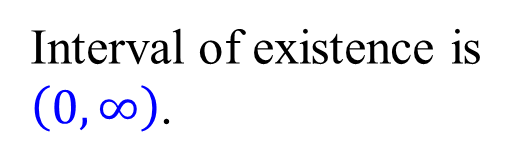 Interval of existence is
(0, ∞).